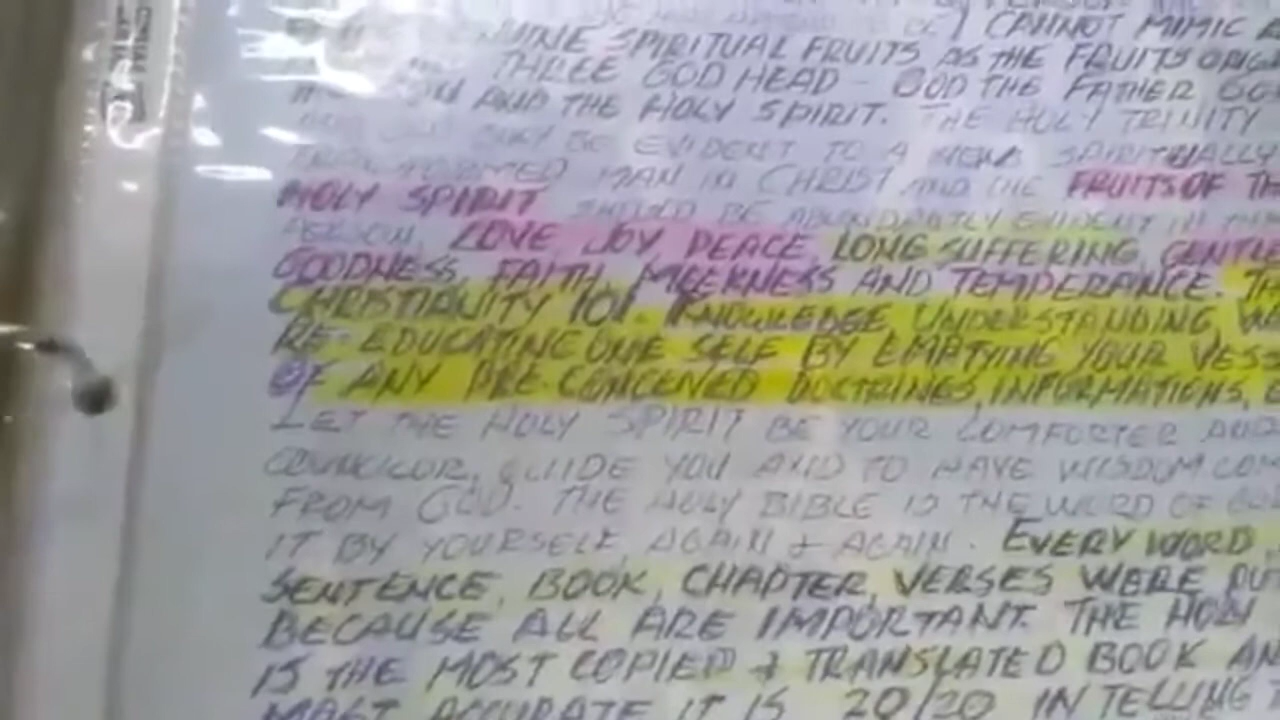 I CANNOT MIMIC
SPIRITUAL FRUITS AS THE FRUITS
THREE GOD HEAD - GOD THE FATHER
AND THE HOLY SPIRIT. THE HOLY TRINITY
BE EVIDENT TO A NEW SPIRITUALLY
MAN IN CHRIST AND THE FRUITS OF
HOLY SPIRIT SHOULD BE ABUNDANTLY EVIDENT IN
PERSON. LOVE JOY PEACE, LONG SUFFERING,
GOODNESS, FAITH, MEEKNESS AND TEMPERANCE.
CHRISTIANITY 101. KNOWLEDGE, UNDERSTANDING,
RE-EDUCATING ONE SELF BY EMPTYING YOUR
OF ANY PRE-CONCEIVED DOCTRINES, INFORMATIONS,
LET THE HOLY SPIRIT BE YOUR COMFORTER AND
COUNCILOR, GUIDE YOU AND TO HAVE WISDOM
FROM GOD. THE HOLY BIBLE IS THE WORD OF
IT BY YOURSELF AGAIN & AGAIN. EVERY WORD,
SENTENCE, BOOK, CHAPTER, VERSES WERE
BECAUSE ALL ARE IMPORTANT. THE HOLY
IS THE MOST COPIED & TRANSLATED BOOK
MOST ACCURATE IT IS 20/20 IN TELLING